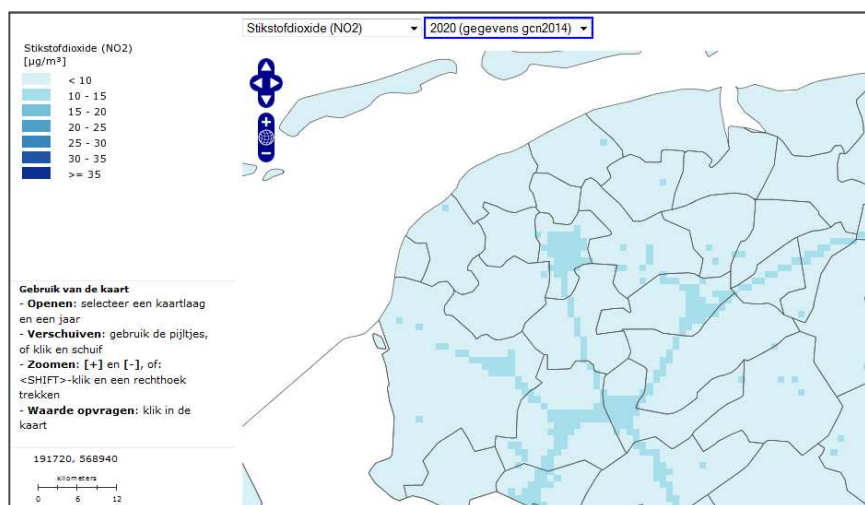 Stikstofdioxide (NO2)
2020 (gegevens gcn2014)
Stikstofdioxide (NO2)
[µg/m³]
< 10
10 - 15
15 - 20
20 - 25
25 - 30
30 - 35
>= 35
Gebruik van de kaart
- Openen: selecteer een kaartlaag
en een jaar
- Verschuiven: gebruik de pijltjes,
of klik en schuif
- Zoomen: [+] en [-], of:
<SHIFT>-klik en een rechthoek
trekken
- Waarde opvragen: klik in de
kaart
191720, 568940
kilometers
0 6 12